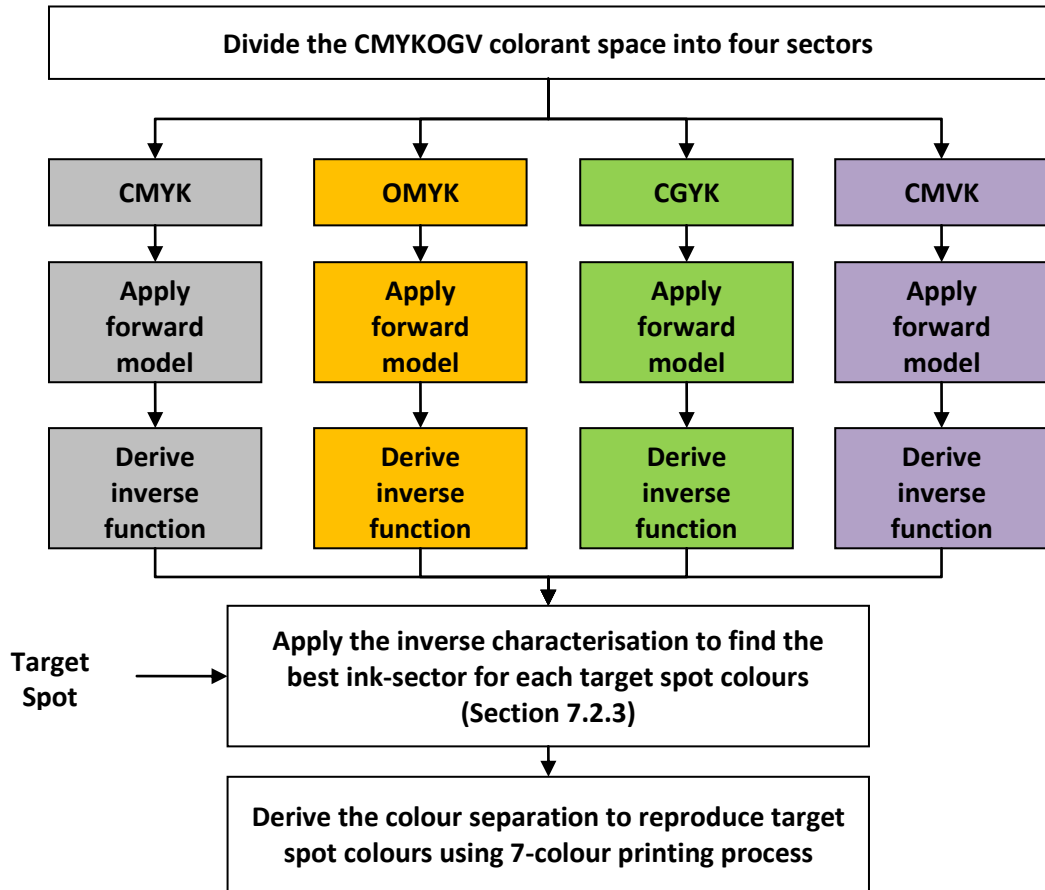 Divide the CMYKOGV colorant space into four sectors
CMYK
OMYK
CGYK
CMVK
Apply
forward
model
Apply
forward
model
Apply
forward
model
Apply
forward
model
Derive
inverse
function
Derive
inverse
function
Derive
inverse
function
Derive
inverse
function
Target
Spot
Apply the inverse characterisation to find the
best ink-sector for each target spot colours
(Section 7.2.3)
Derive the colour separation to reproduce target
spot colours using 7-colour printing process